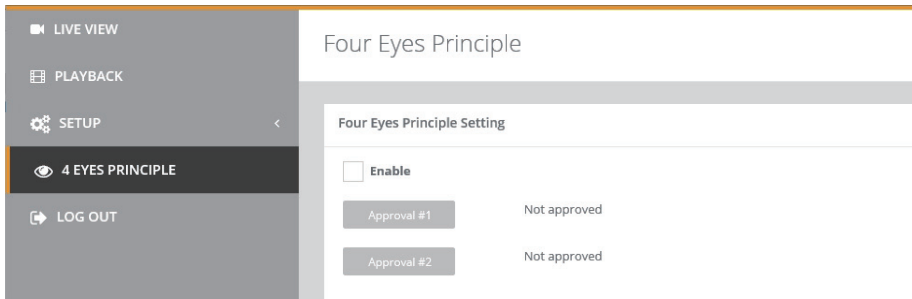 LIVE VIEW
PLAYBACK
SETUP
4 EYES PRINCIPLE
LOG OUT
Four Eyes Principle
Four Eyes Principle Setting
Enable
Approval #1 Not approved
Approval #2 Not approved